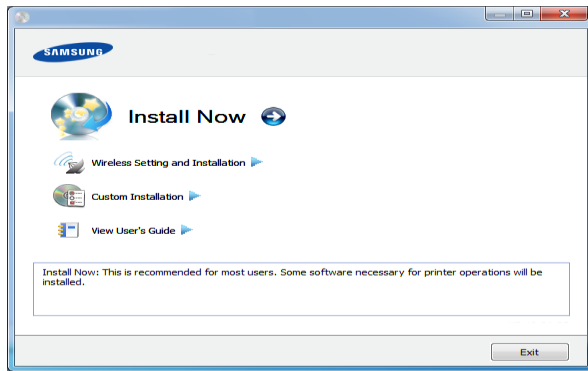 SAMSUNG
Install Now
Wireless Setting and Installation
Custom Installation
View User's Guide
Install Now: This is recommended for most users. Some software necessary for printer operations will be
installed.
Exit